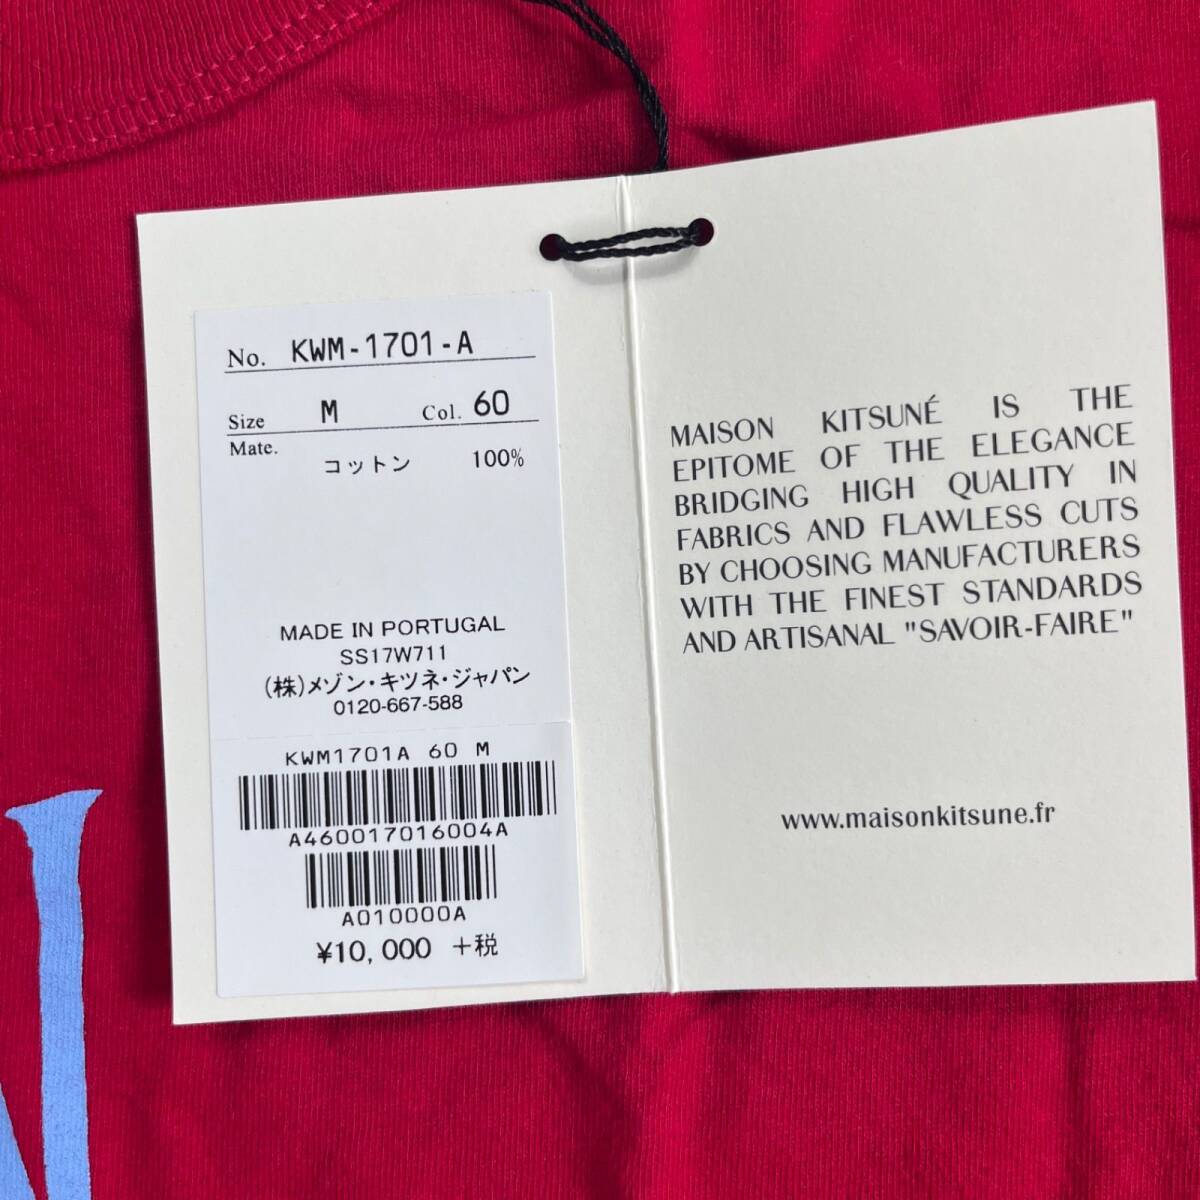 No. KWM-1701-A
Size M Col. 60
Mate.
コットン 100%
MADE IN PORTUGAL
SS17W711
(株)メゾン・キツネ・ジャパン
0120-667-588
KWM1701A 60 M
A460017016004A
A010000A
¥10,000 +税
MAISON KITSUNÉ IS THE
EPITOME OF THE ELEGANCE
BRIDGING HIGH QUALITY IN
FABRICS AND FLAWLESS CUTS
BY CHOOSING MANUFACTURERS
WITH THE FINEST STANDARDS
AND ARTISANAL "SAVOIR-FAIRE"
www.maisonkitsune.fr